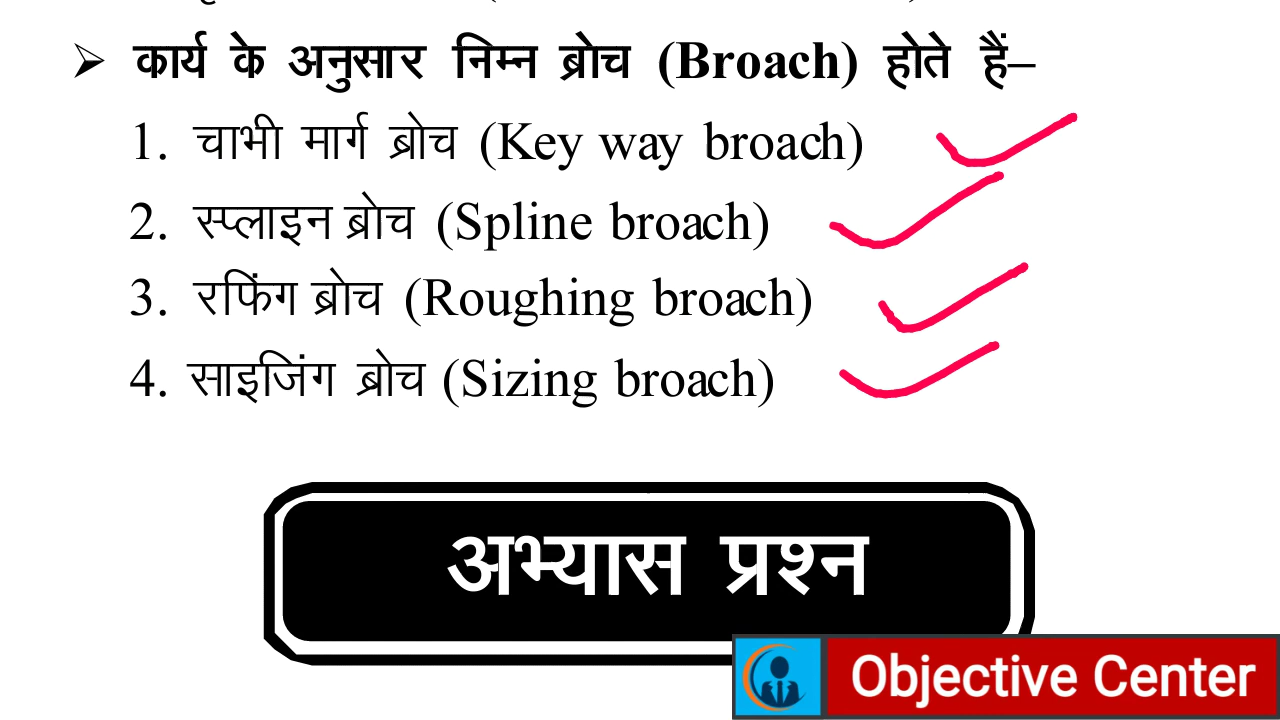 ➢ कार्य के अनुसार निम्न ब्रोच (Broach) होते हैं–
1. चाभी मार्ग ब्रोच (Key way broach)
2. स्प्लाइन ब्रोच (Spline broach)
3. रफिंग ब्रोच (Roughing broach)
4. साइजिंग ब्रोच (Sizing broach)
अभ्यास प्रश्न
Objective Center